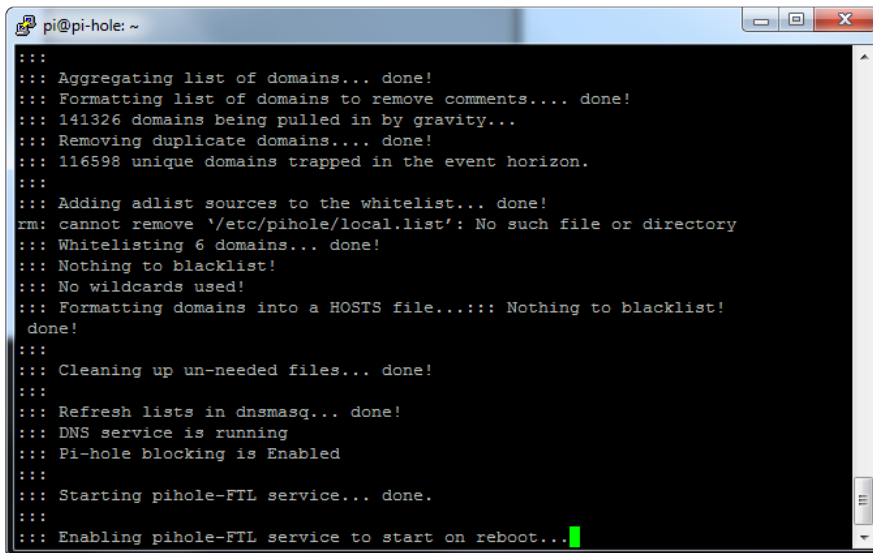 pi@pi-hole: ~
:::
::: Aggregating list of domains... done!
::: Formatting list of domains to remove comments.... done!
::: 141326 domains being pulled in by gravity...
::: Removing duplicate domains.... done!
::: 116598 unique domains trapped in the event horizon.
:::
::: Adding adlist sources to the whitelist... done!
rm: cannot remove ‘/etc/pihole/local.list’: No such file or directory
::: Whitelisting 6 domains... done!
::: Nothing to blacklist!
::: No wildcards used!
::: Formatting domains into a HOSTS file...::: Nothing to blacklist!
 done!
:::
::: Cleaning up un-needed files... done!
:::
::: Refresh lists in dnsmasq... done!
::: DNS service is running
::: Pi-hole blocking is Enabled
:::
::: Starting pihole-FTL service... done.
:::
::: Enabling pihole-FTL service to start on reboot...